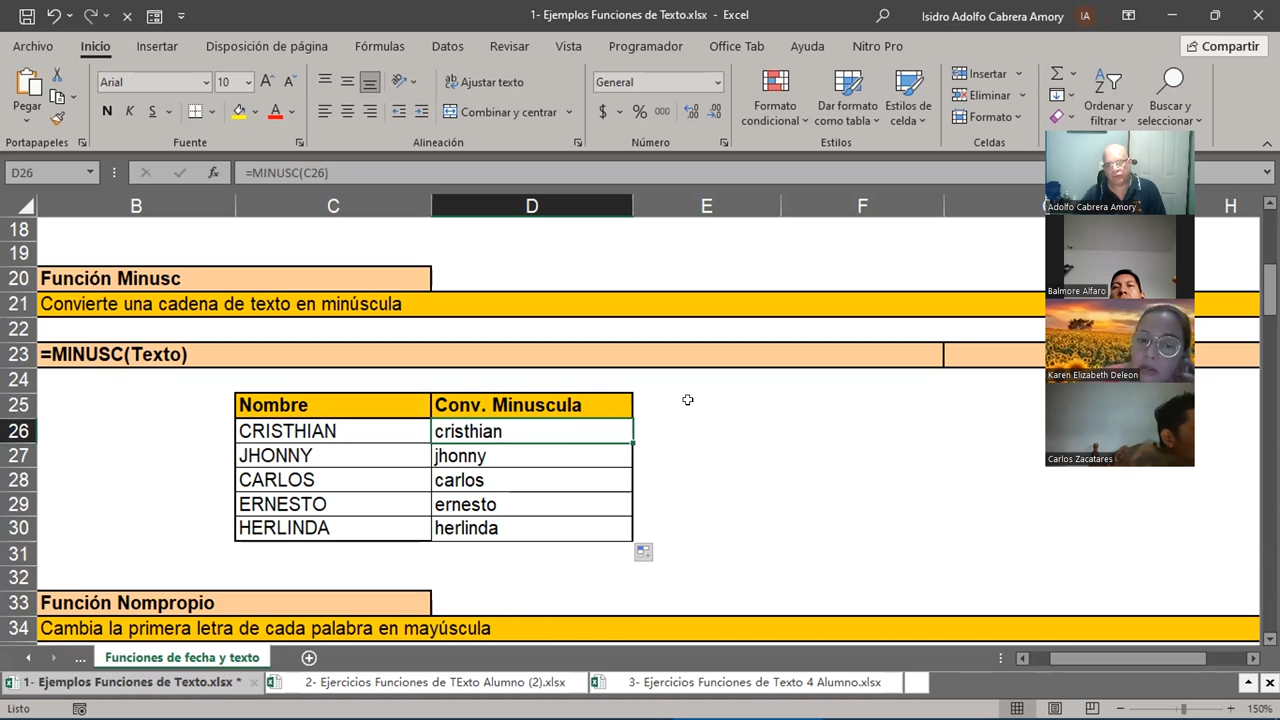 1- Ejemplos Funciones de Texto.xlsx - Excel
Isidro Adolfo Cabrera Amory IA
Archivo Inicio Insertar Disposición de página Fórmulas Datos Revisar Vista Programador Office Tab Ayuda Nitro Pro Compartir
Pegar
Arial 10
N K S
Ajustar texto
Combinar y centrar
General
$ % 000
Formato condicional
Dar formato como tabla
Estilos de celda
Insertar
Eliminar
Formato
Ordenar y filtrar
Buscar y seleccionar
Portapapeles Fuente Alineación Número Estilos Celdas
D26 fx =MINUSC(C26)
B C D E F H
18
19
20 Función Minusc
21 Convierte una cadena de texto en minúscula
22
23 =MINUSC(Texto)
24
25 Nombre Conv. Minuscula
26 CRISTHIAN cristhian
27 JHONNY jhonny
28 CARLOS carlos
29 ERNESTO ernesto
30 HERLINDA herlinda
31
32
33 Función Nompropio
34 Cambia la primera letra de cada palabra en mayúscula
Adolfo Cabrera Amory
Balmore Alfaro
Karen Elizabeth Deleon
Carlos Zacatares
... Funciones de fecha y texto
1- Ejemplos Funciones de Texto.xlsx * 2- Ejercicios Funciones de TExto Alumno (2).xlsx 3- Ejercicios Funciones de Texto 4 Alumno.xlsx
Listo 150%